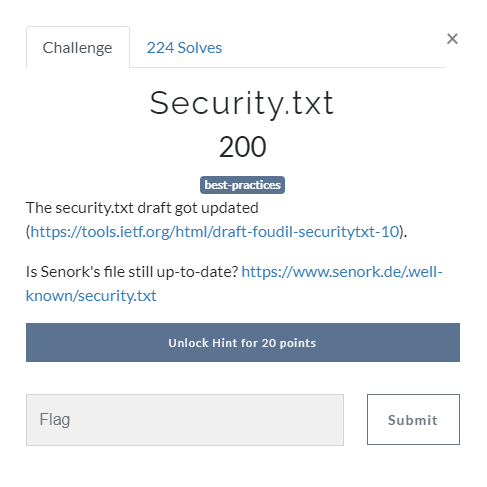 Challenge
224 Solves
×
Security.txt
200
best-practices
The security.txt draft got updated
(https://tools.ietf.org/html/draft-foudil-securitytxt-10).
Is Senork's file still up-to-date? https://www.senork.de/.well-
known/security.txt
Unlock Hint for 20 points
Flag
Submit